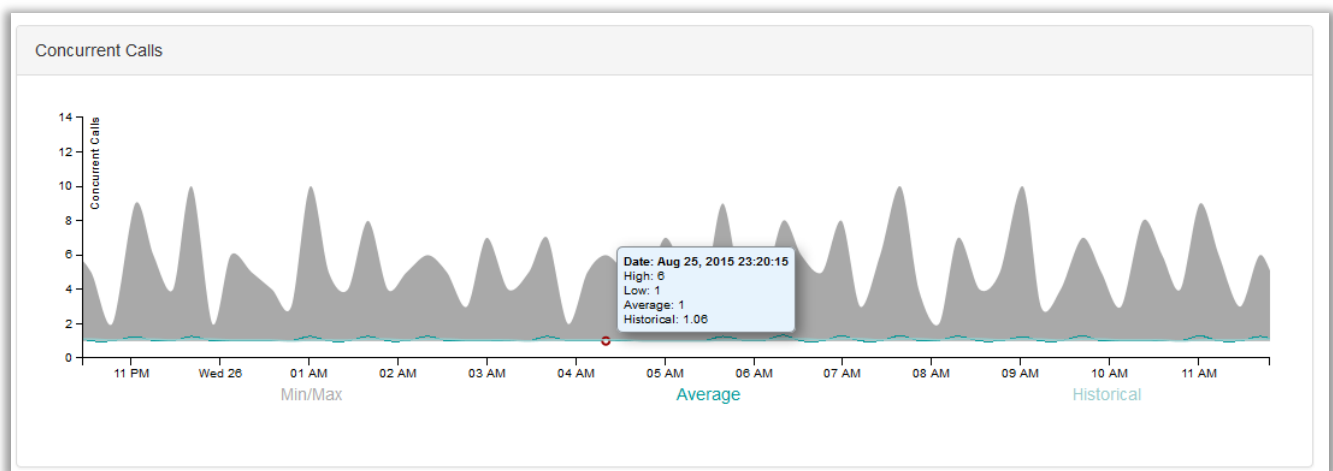 Concurrent Calls
14
12
10
8
6
4
2
0
Concurrent Calls
Date: Aug 25, 2015 23:20:15
High: 6
Low: 1
Average: 1
Historical: 1.06
11 PM Wed 26 01 AM 02 AM 03 AM 04 AM 05 AM 06 AM 07 AM 08 AM 09 AM 10 AM 11 AM
Min/Max Average Historical